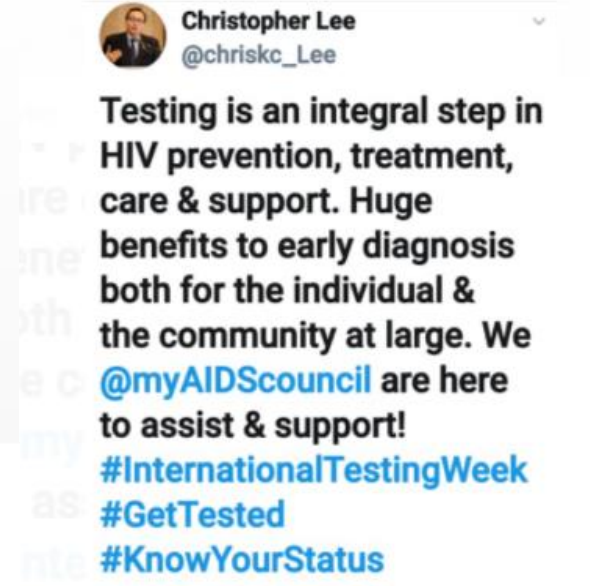 Christopher Lee
@chriskc_Lee
Testing is an integral step in
HIV prevention, treatment,
care & support. Huge
benefits to early diagnosis
both for the individual &
the community at large. We
@myAIDScouncil are here
to assist & support!
#InternationalTestingWeek
#GetTested
#KnowYourStatus